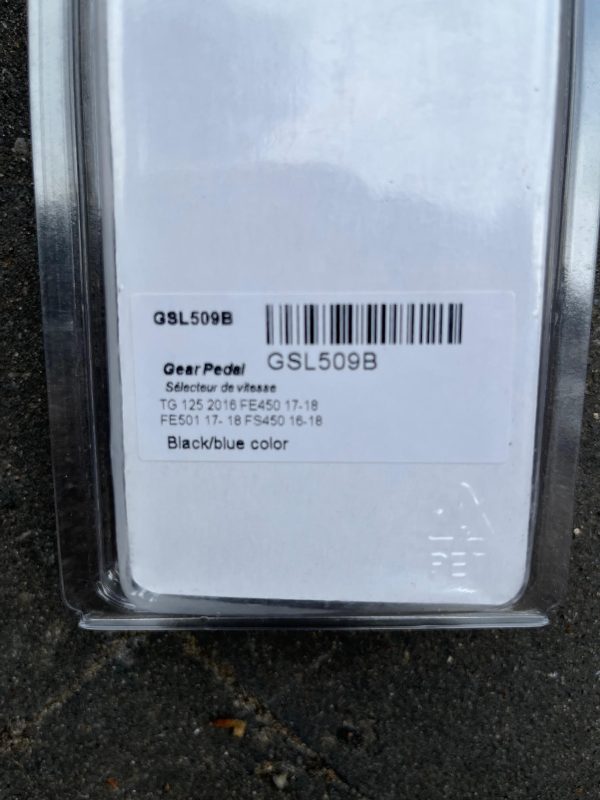 GSL509B
GSL509B
Gear Pedal
Sélecteur de vitesse
TG 125 2016 FE450 17-18
FE501 17- 18 FS450 16-18
Black/blue color
PET